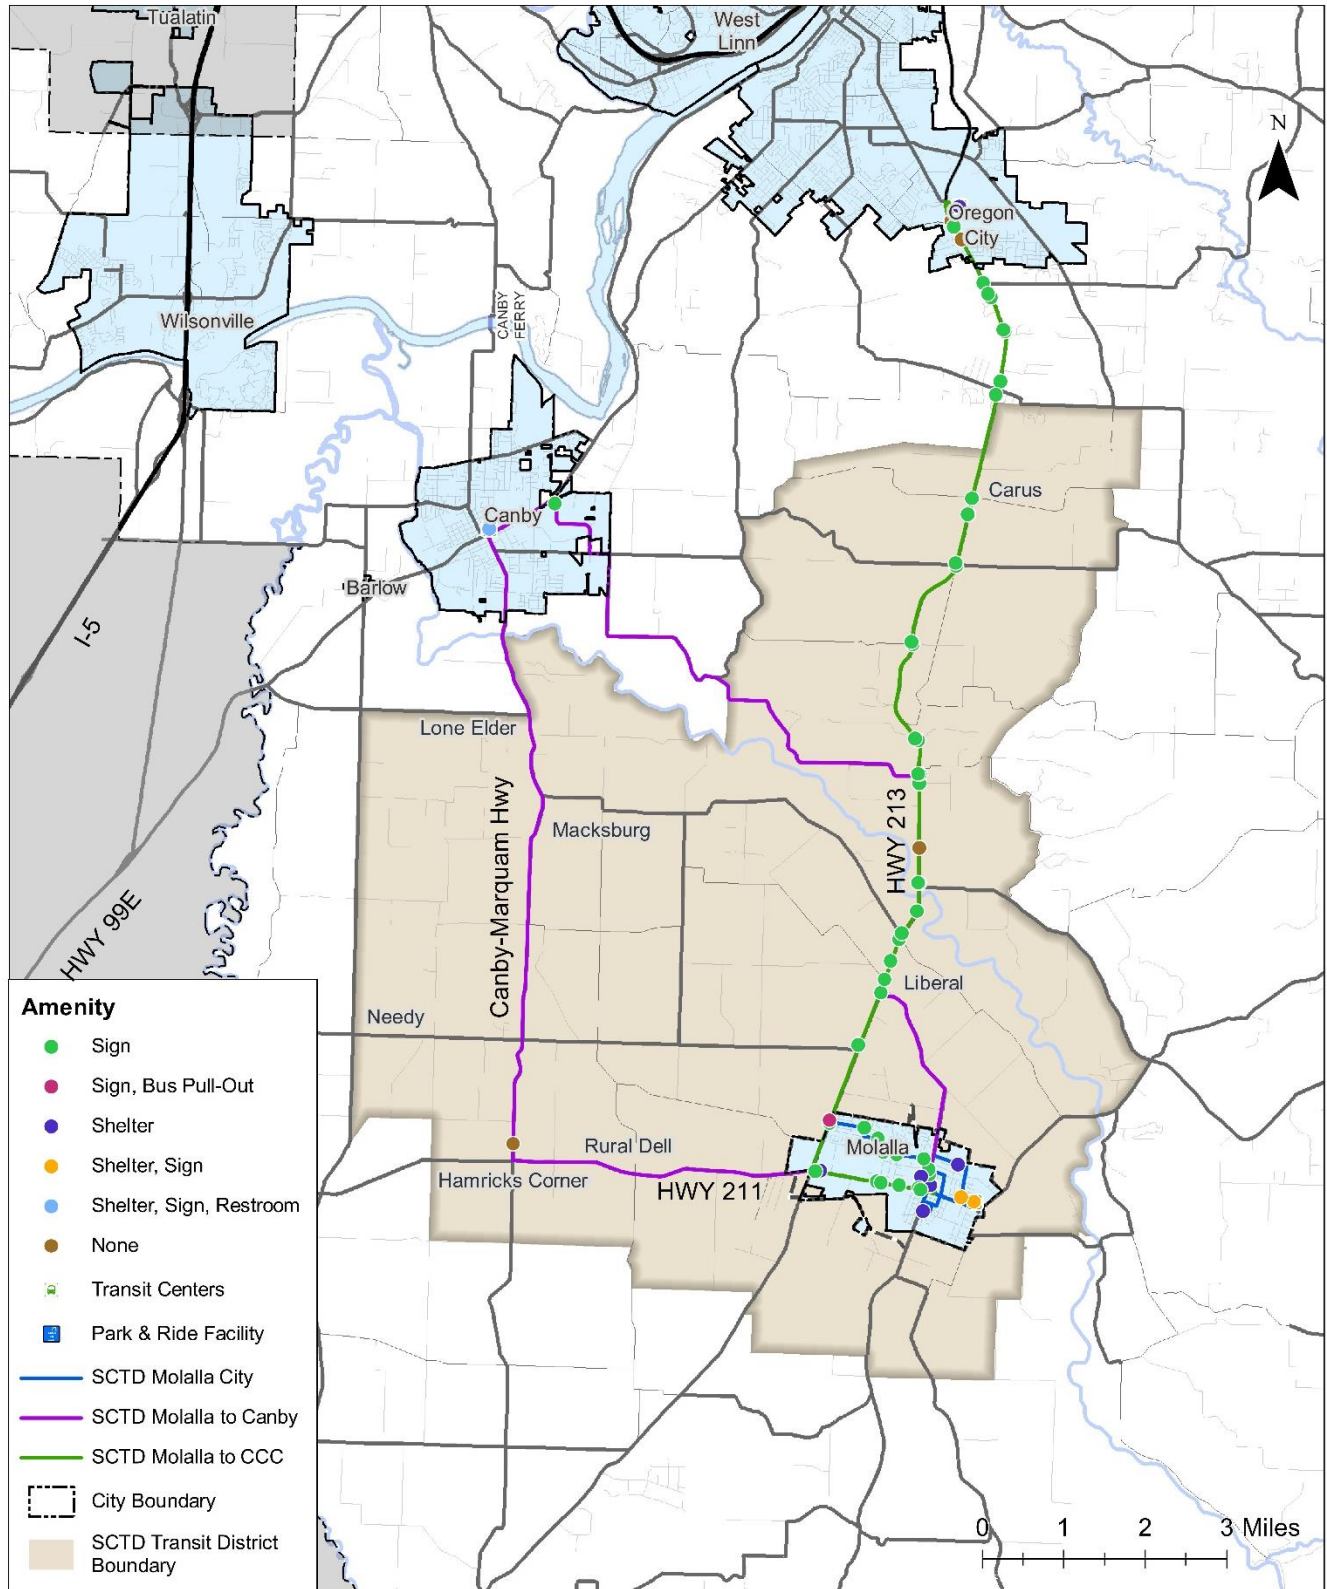 Tualatin
West
Linn
N
Oregon
City
CANBY
FERRY
Wilsonville
Carus
Canby
Barlow
I-5
Lone Elder
Canby-Marquam Hwy
HWY 213
Macksburg
HWY 99E
Liberal
Needy
Rural Dell
Molalla
Hamricks Corner
HWY 211
Amenity
Sign
Sign, Bus Pull-Out
Shelter
Shelter, Sign
Shelter, Sign, Restroom
None
Transit Centers
Park & Ride Facility
SCTD Molalla City
SCTD Molalla to Canby
SCTD Molalla to CCC
City Boundary
SCTD Transit District
Boundary
0 1 2 3 Miles